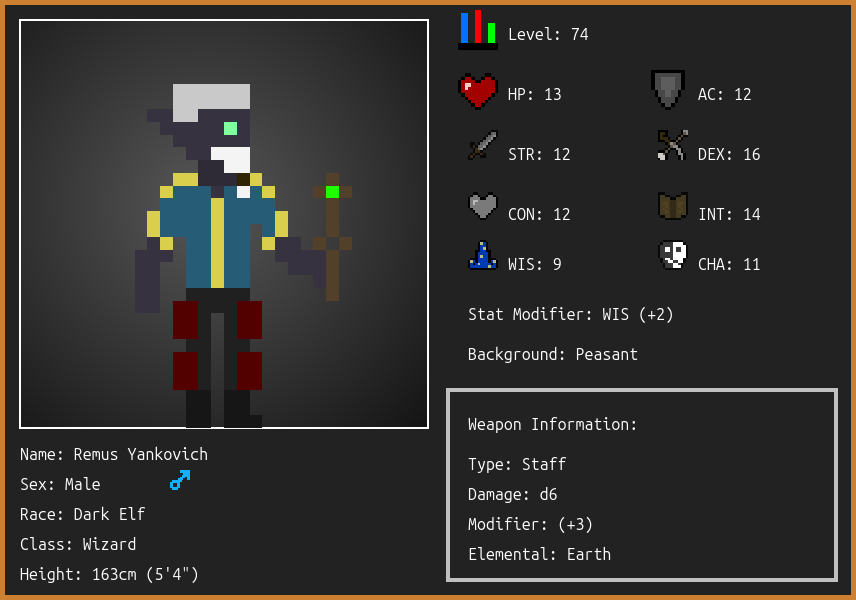 Level: 74
HP: 13
AC: 12
STR: 12
DEX: 16
CON: 12
INT: 14
WIS: 9
CHA: 11
Stat Modifier: WIS (+2)
Background: Peasant
Weapon Information:
Type: Staff
Damage: d6
Modifier: (+3)
Elemental: Earth
Name: Remus Yankovich
Sex: Male
Race: Dark Elf
Class: Wizard
Height: 163cm (5'4")